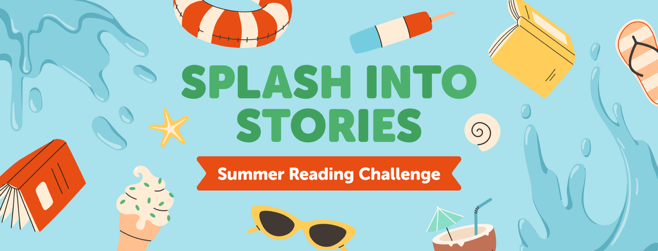 SPLASH INTO
STORIES
Summer Reading Challenge